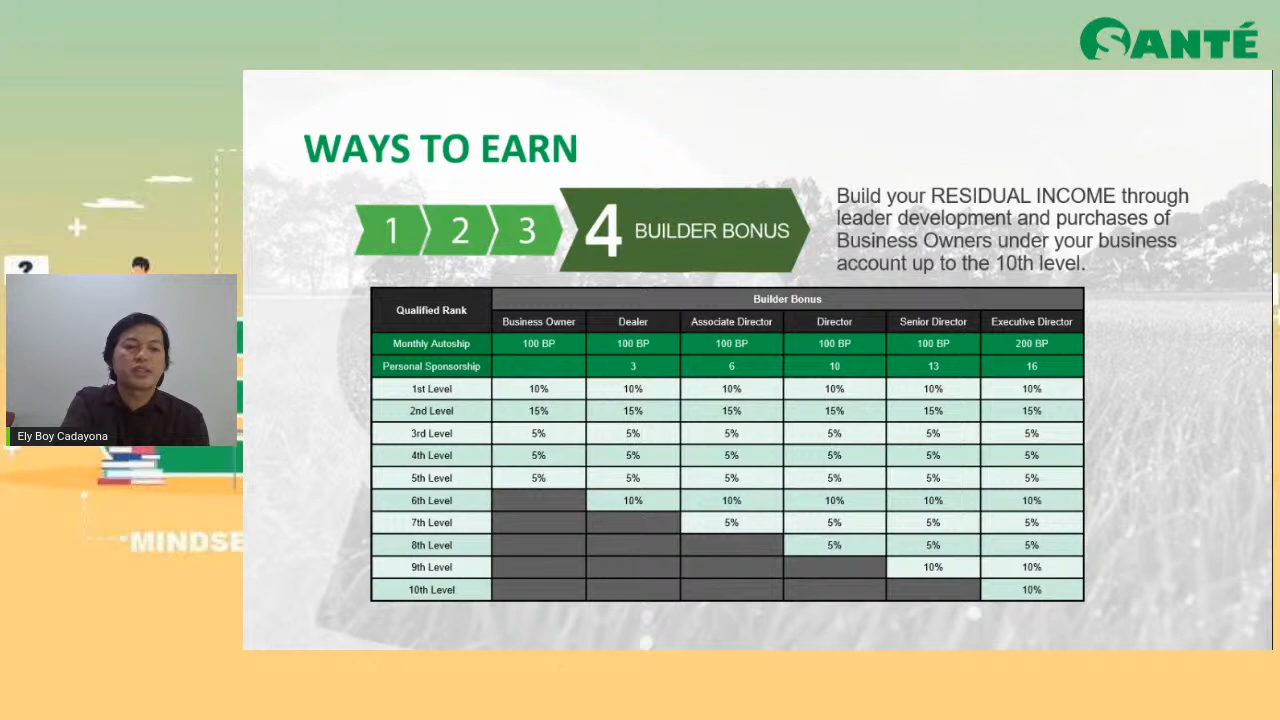 SANTÉ
WAYS TO EARN
1 2 3 4 BUILDER BONUS
Build your RESIDUAL INCOME through
leader development and purchases of
Business Owners under your business
account up to the 10th level.
Qualified Rank
Builder Bonus
Business Owner Dealer Associate Director Director Senior Director Executive Director
Monthly Autoship 100 BP 100 BP 100 BP 100 BP 100 BP 200 BP
Personal Sponsorship 3 6 10 13 16
1st Level 10% 10% 10% 10% 10% 10%
2nd Level 15% 15% 15% 15% 15% 15%
3rd Level 5% 5% 5% 5% 5% 5%
4th Level 5% 5% 5% 5% 5% 5%
5th Level 5% 5% 5% 5% 5% 5%
6th Level 10% 10% 10% 10% 10%
7th Level 5% 5% 5% 5%
8th Level 5% 5% 5%
9th Level 10% 10%
10th Level 10%
?
Ely Boy Cadayona
MINDSE